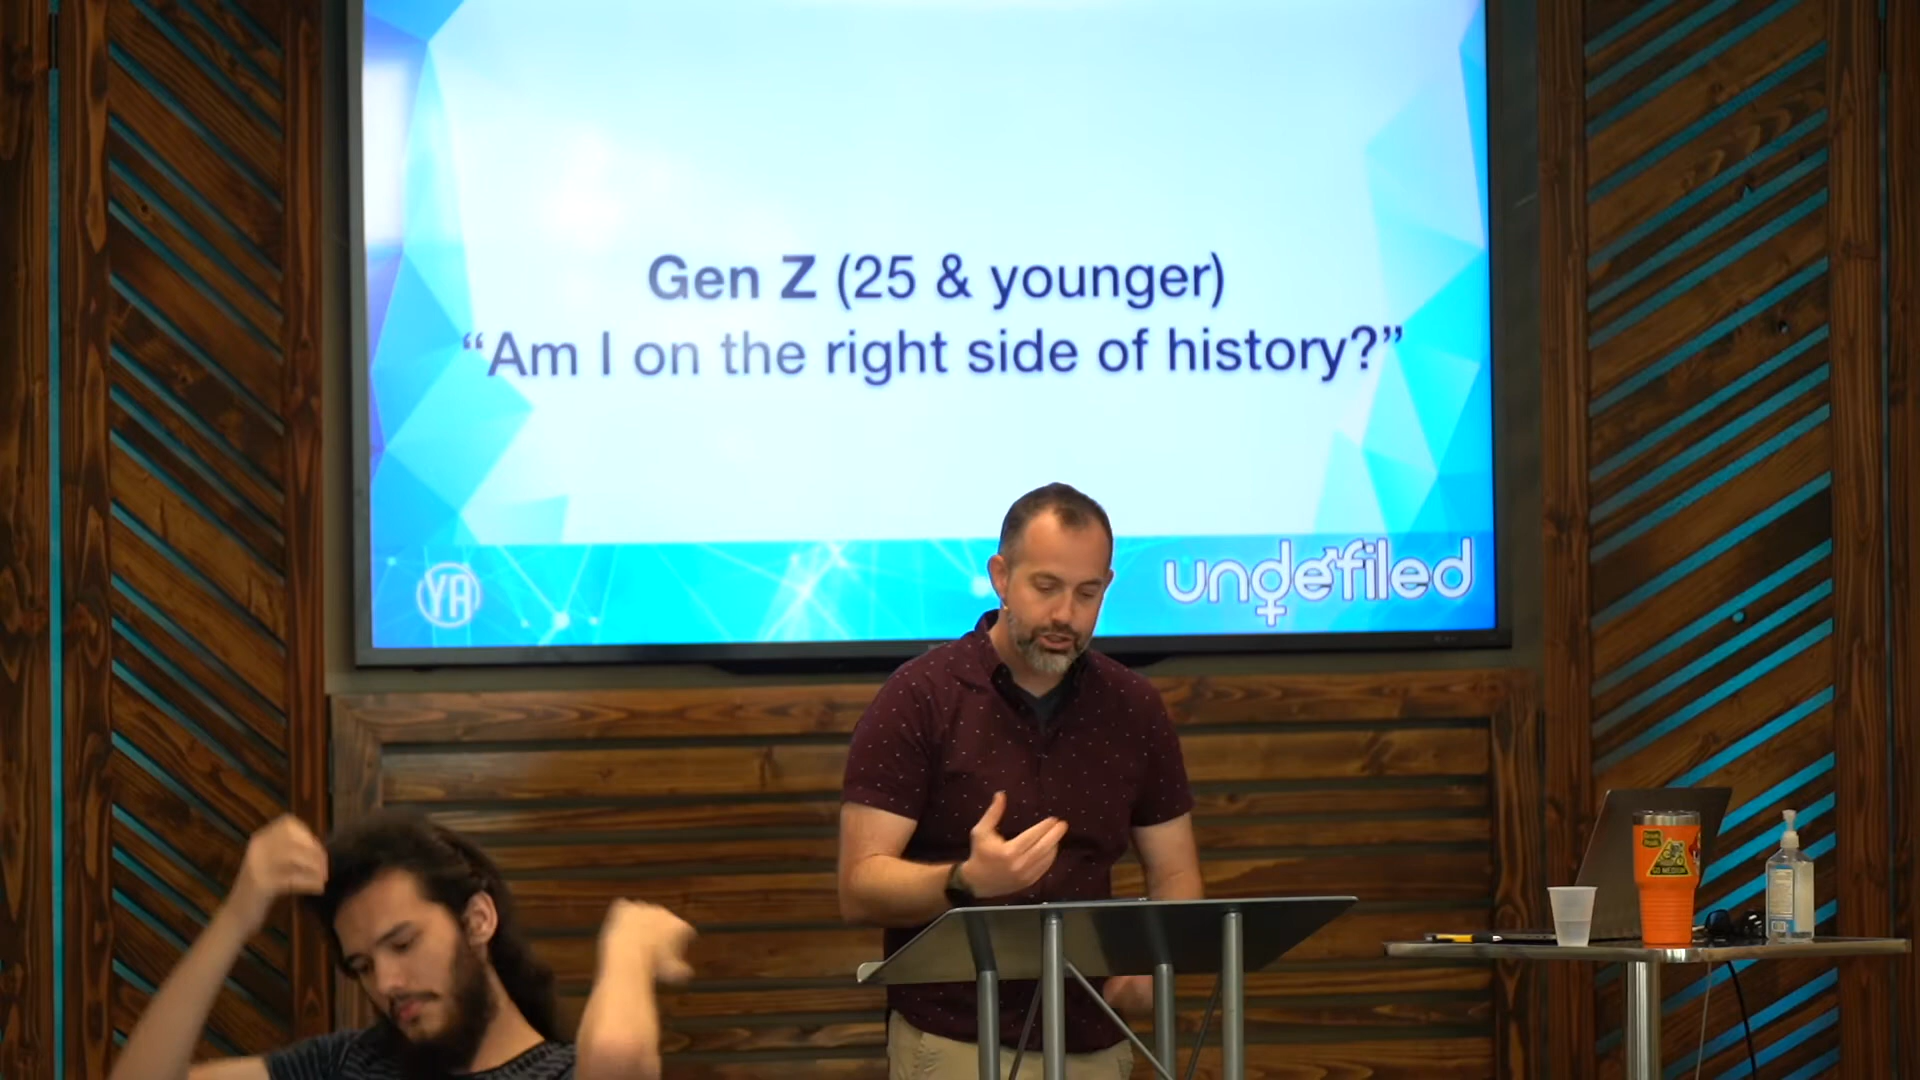 Gen Z (25 & younger)
“Am I on the right side of history?”
YA
undefiled